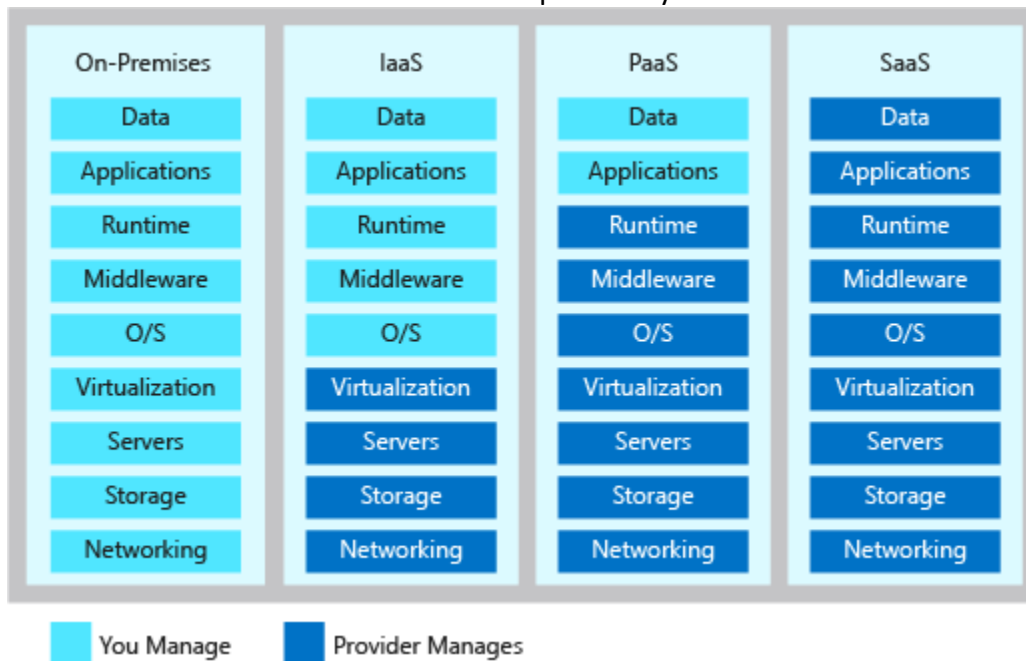 On-Premises IaaS PaaS SaaS
Data Data Data Data
Applications Applications Applications Applications
Runtime Runtime Runtime Runtime
Middleware Middleware Middleware Middleware
O/S O/S O/S O/S
Virtualization Virtualization Virtualization Virtualization
Servers Servers Servers Servers
Storage Storage Storage Storage
Networking Networking Networking Networking
You Manage Provider Manages